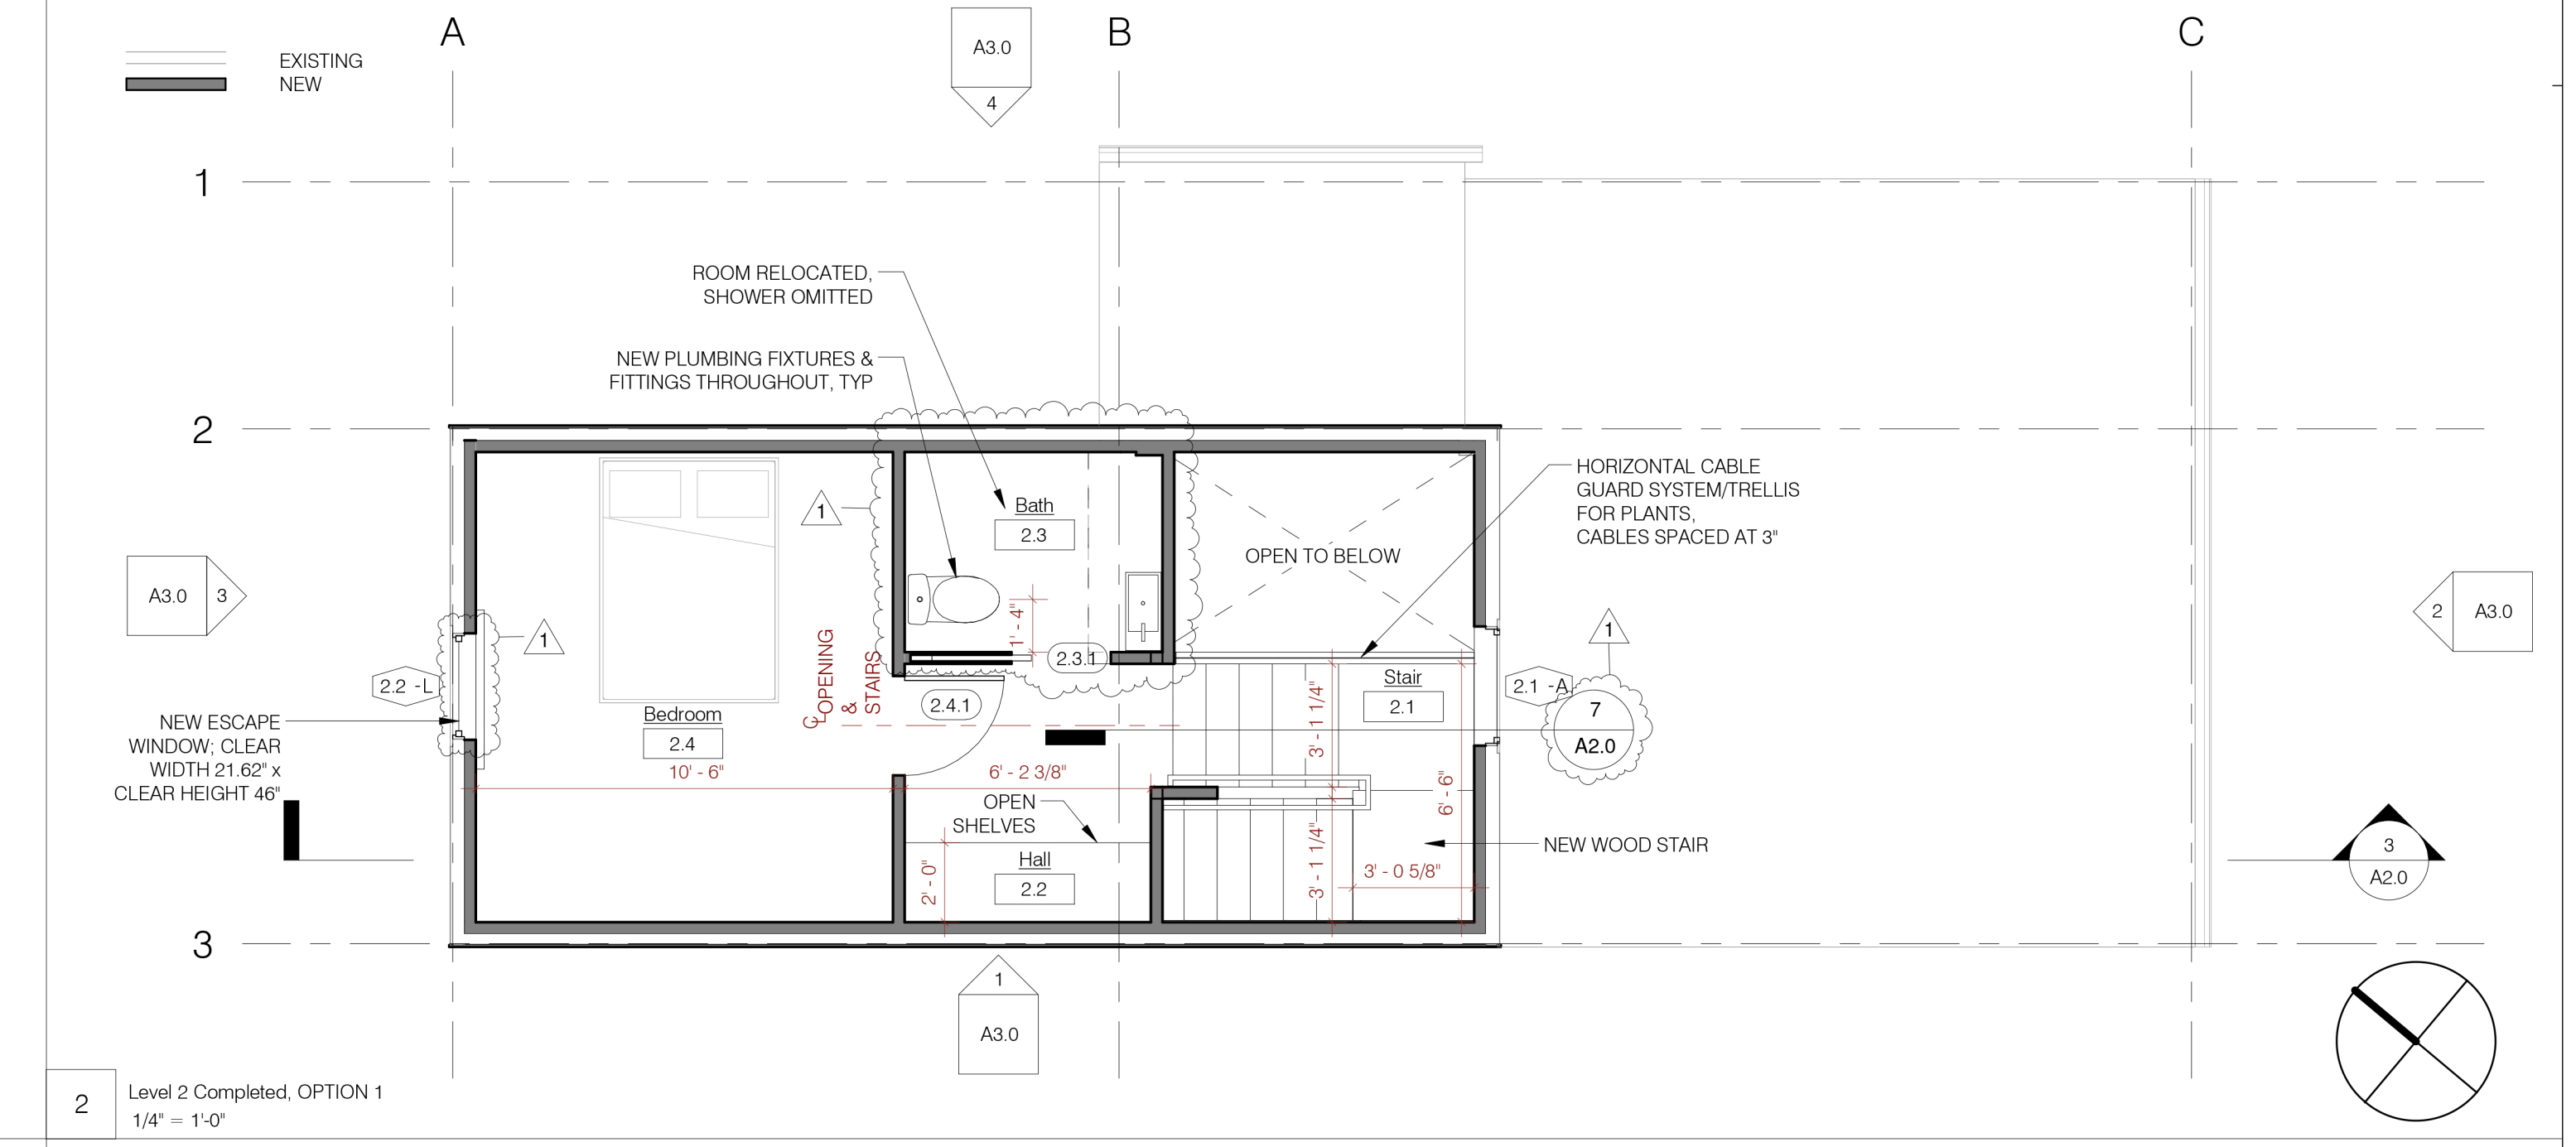 A
B
C
A3.0
4
EXISTING
NEW
1
2
3
ROOM RELOCATED,
SHOWER OMITTED
NEW PLUMBING FIXTURES &
FITTINGS THROUGHOUT, TYP
HORIZONTAL CABLE
GUARD SYSTEM/TRELLIS
FOR PLANTS,
CABLES SPACED AT 3"
1
Bath
2.3
OPEN TO BELOW
A3.0 3
1
1
2 A3.0
1' - 4"
2.3.1
℄ OPENING
&
STAIRS
2.2 -L
2.4.1
Stair
2.1
2.1 -A
7
A2.0
NEW ESCAPE
WINDOW; CLEAR
WIDTH 21.62" x
CLEAR HEIGHT 46"
Bedroom
2.4
10' - 6"
6' - 2 3/8"
3' - 1 1/4"
6' - 6"
OPEN
SHELVES
Hall
2.2
2' - 0"
3' - 1 1/4"
3' - 0 5/8"
NEW WOOD STAIR
3
A2.0
1
A3.0
2
Level 2 Completed, OPTION 1
1/4" = 1'-0"